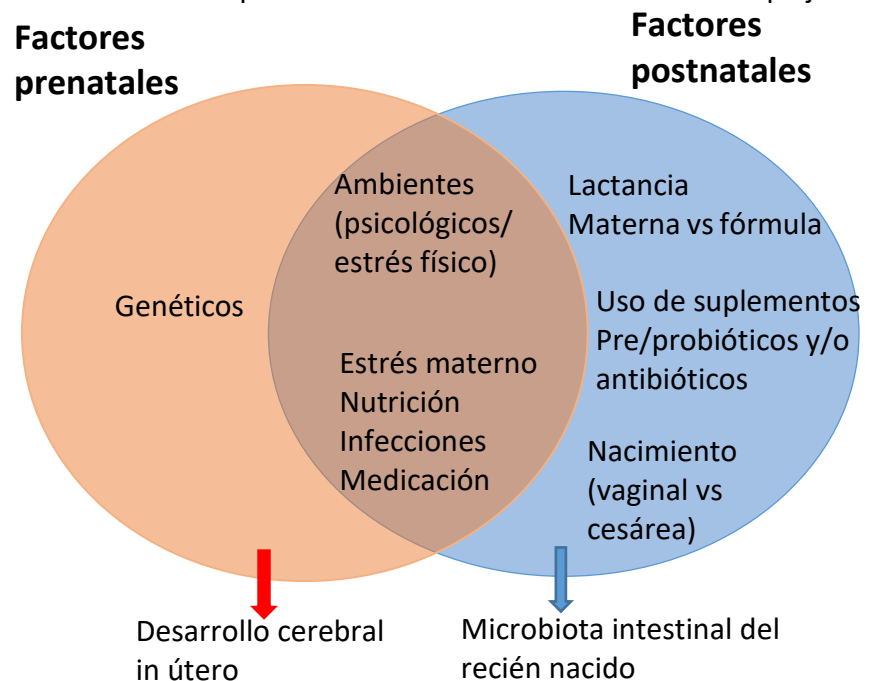 Factores
prenatales
Factores
postnatales
Ambientes
(psicológicos/
estrés físico)
Lactancia
Materna vs fórmula
Genéticos
Uso de suplementos
Pre/probióticos y/o
antibióticos
Estrés materno
Nutrición
Infecciones
Medicación
Nacimiento
(vaginal vs
cesárea)
Desarrollo cerebral
in útero
Microbiota intestinal del
recién nacido